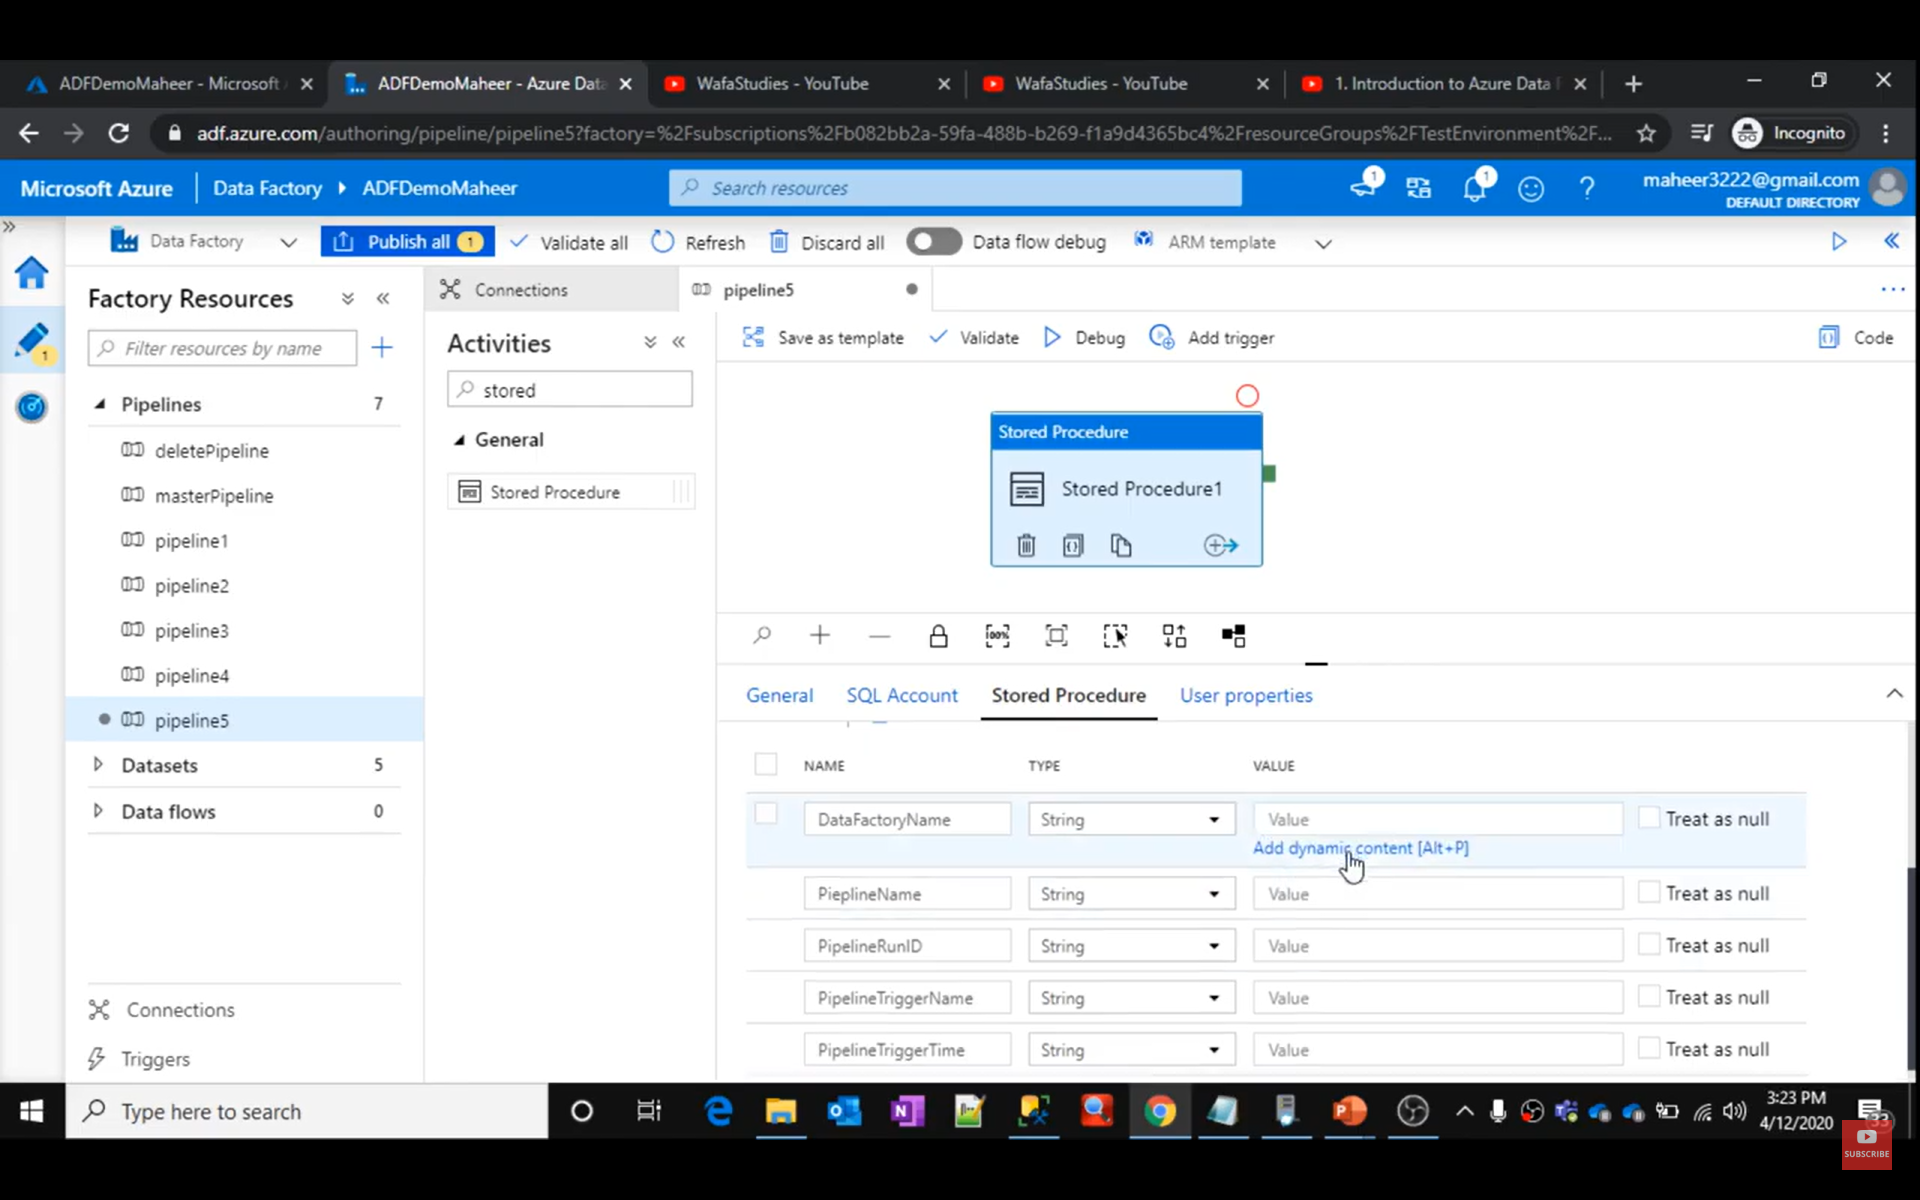 ADFDemoMaheer - Microsoft
ADFDemoMaheer - Azure Data
WafaStudies - YouTube
WafaStudies - YouTube
1. Introduction to Azure Data F
adf.azure.com/authoring/pipeline/pipeline5?factory=%2Fsubscriptions%2Fb082bb2a-59fa-488b-b269-f1a9d4365bc4%2FresourceGroups%2FTestEnvironment%2F...
Incognito
Microsoft Azure
Data Factory
ADFDemoMaheer
Search resources
1
1
maheer3222@gmail.com
DEFAULT DIRECTORY
Data Factory
Publish all 1
Validate all
Refresh
Discard all
Data flow debug
ARM template
Factory Resources
Filter resources by name
1
Pipelines 7
deletePipeline
masterPipeline
pipeline1
pipeline2
pipeline3
pipeline4
pipeline5
Datasets 5
Data flows 0
Connections
Triggers
Connections
pipeline5
Activities
stored
General
Stored Procedure
Save as template
Validate
Debug
Add trigger
Code
Stored Procedure
Stored Procedure1
100%
General
SQL Account
Stored Procedure
User properties
NAME TYPE VALUE
DataFactoryName String Value Treat as null
Add dynamic content [Alt+P]
PieplineName String Value Treat as null
PipelineRunID String Value Treat as null
PipelineTriggerName String Value Treat as null
PipelineTriggerTime String Value Treat as null
Type here to search
3:23 PM
4/12/2020
33
SUBSCRIBE